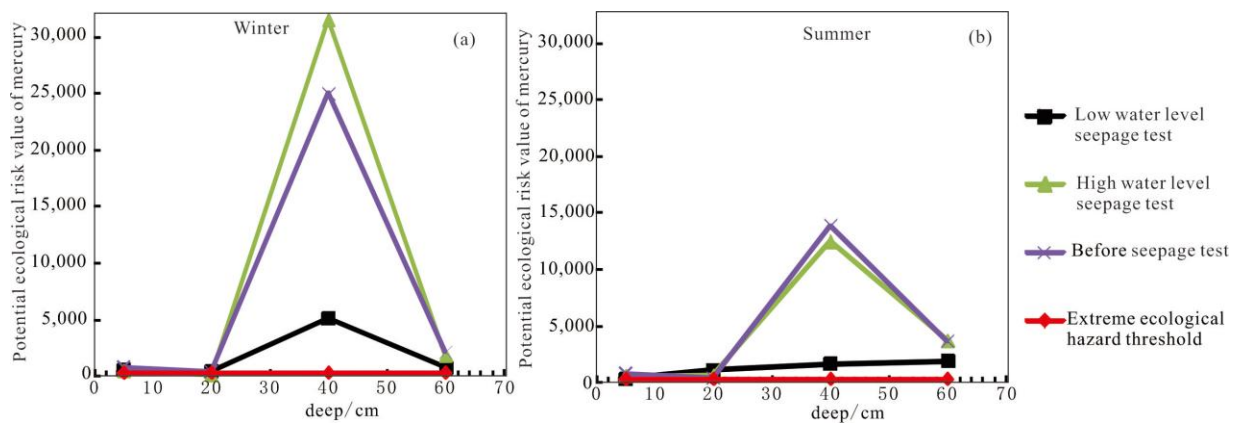 Potential ecological risk value of mercury
30,000
25,000
20,000
15,000
10,000
5,000
0
Winter
(a)
0 10 20 30 40 50 60 70
deep/cm
Potential ecological risk value of mercury
30,000
25,000
20,000
15,000
10,000
5,000
0
Summer
(b)
0 10 20 30 40 50 60 70
deep/cm
Low water level
seepage test
High water level
seepage test
Before seepage test
Extreme ecological
hazard threshold